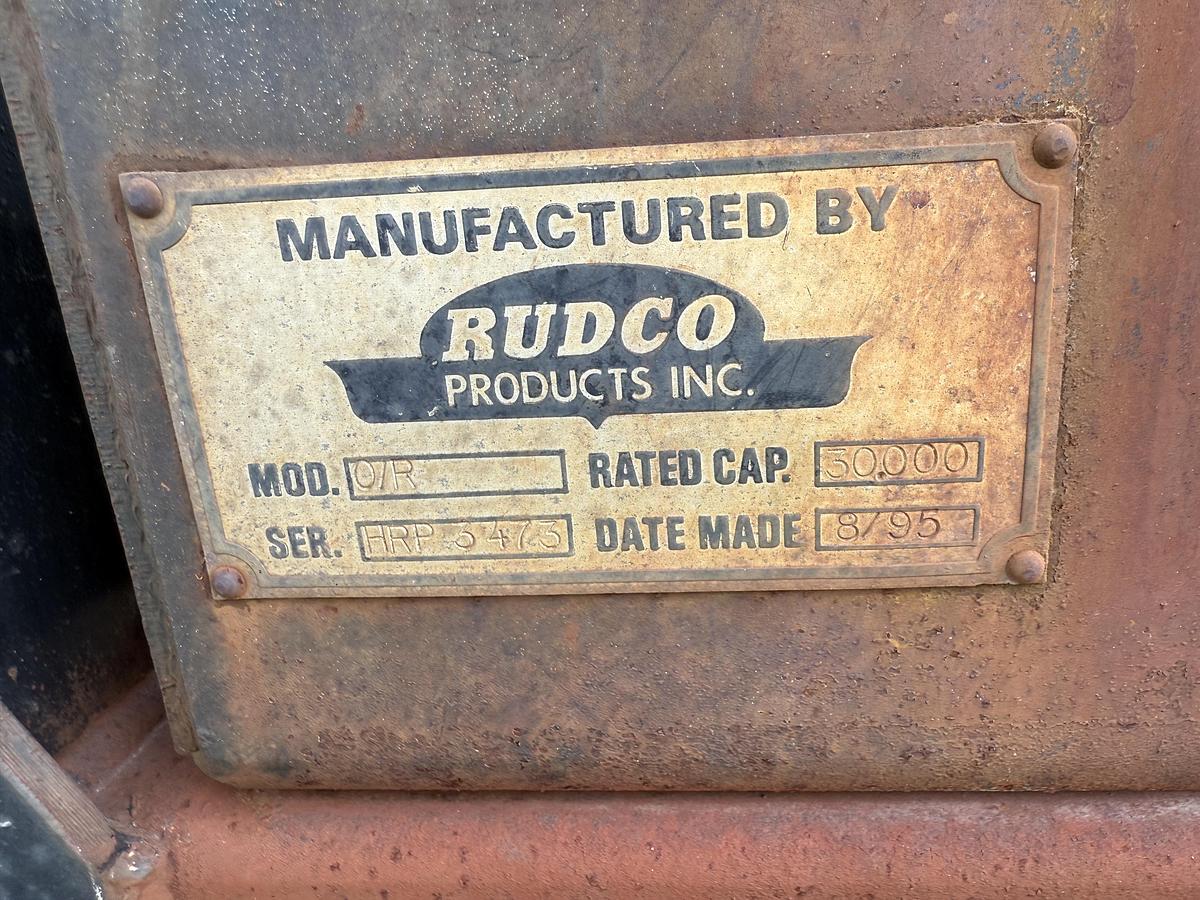 MANUFACTURED BY
RUDCO
PRODUCTS INC.
MOD. O/R RATED CAP. 30,000
SER. HRP 3473 DATE MADE 8/95